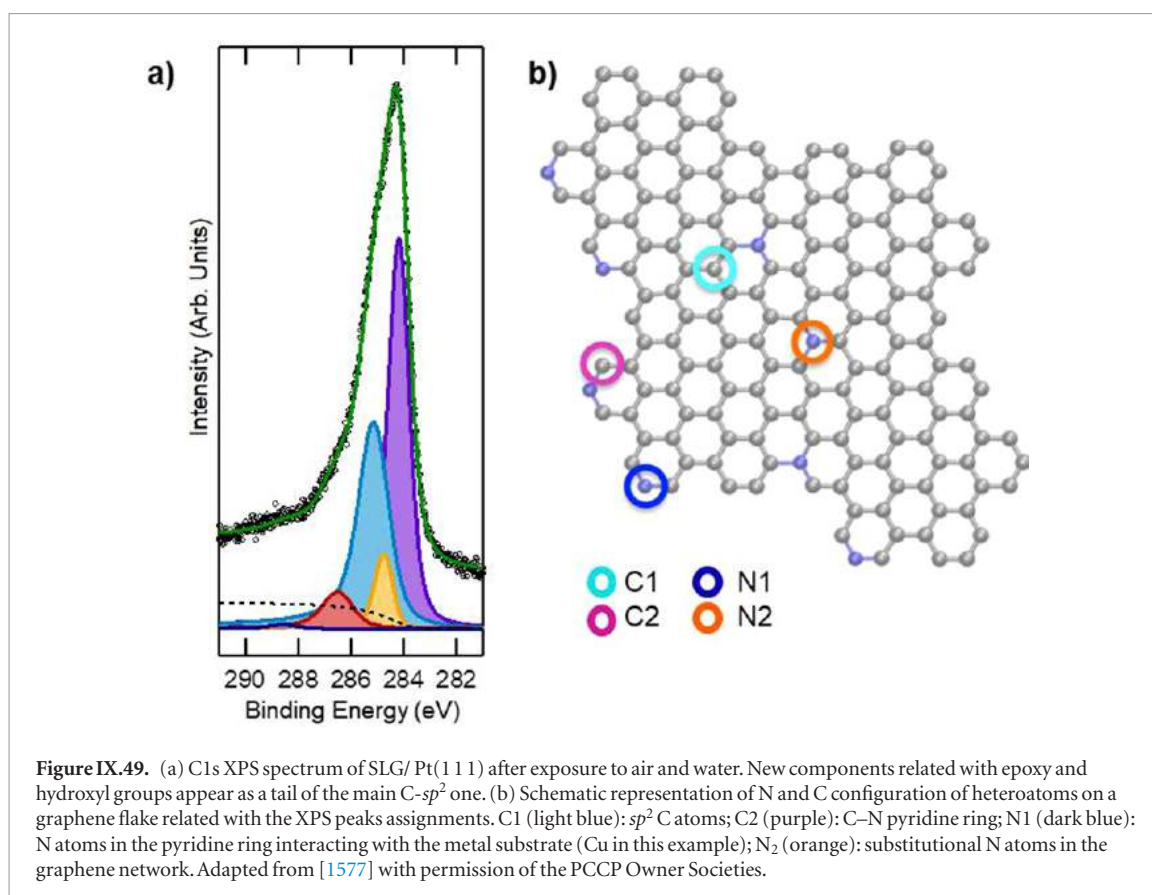 a)
b)
Intensity (Arb. Units)
290 288 286 284 282
Binding Energy (eV)
C1 N1
C2 N2
Figure IX.49. (a) C1s XPS spectrum of SLG/ Pt(1 1 1) after exposure to air and water. New components related with epoxy and
hydroxyl groups appear as a tail of the main C-sp² one. (b) Schematic representation of N and C configuration of heteroatoms on a
graphene flake related with the XPS peaks assignments. C1 (light blue): sp² C atoms; C2 (purple): C–N pyridine ring; N1 (dark blue):
N atoms in the pyridine ring interacting with the metal substrate (Cu in this example); N₂ (orange): substitutional N atoms in the
graphene network. Adapted from [1577] with permission of the PCCP Owner Societies.